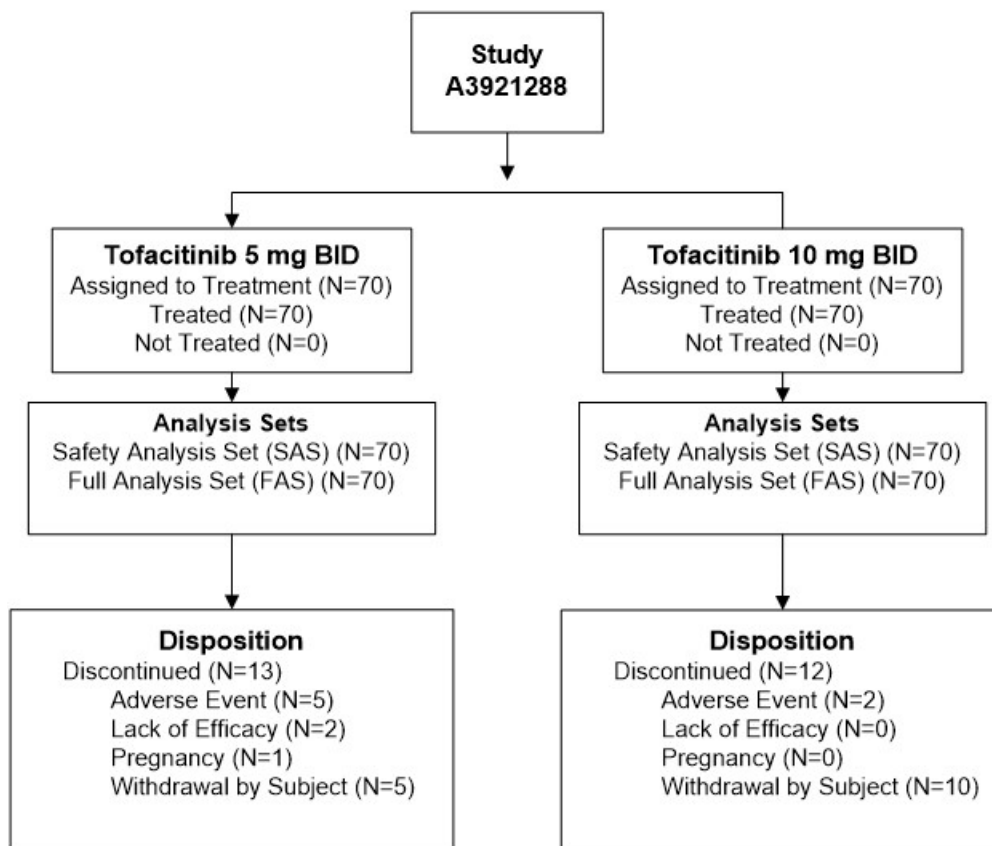 Study
A3921288
Tofacitinib 5 mg BID
Assigned to Treatment (N=70)
Treated (N=70)
Not Treated (N=0)
Tofacitinib 10 mg BID
Assigned to Treatment (N=70)
Treated (N=70)
Not Treated (N=0)
Analysis Sets
Safety Analysis Set (SAS) (N=70)
Full Analysis Set (FAS) (N=70)
Analysis Sets
Safety Analysis Set (SAS) (N=70)
Full Analysis Set (FAS) (N=70)
Disposition
Discontinued (N=13)
Adverse Event (N=5)
Lack of Efficacy (N=2)
Pregnancy (N=1)
Withdrawal by Subject (N=5)
Disposition
Discontinued (N=12)
Adverse Event (N=2)
Lack of Efficacy (N=0)
Pregnancy (N=0)
Withdrawal by Subject (N=10)